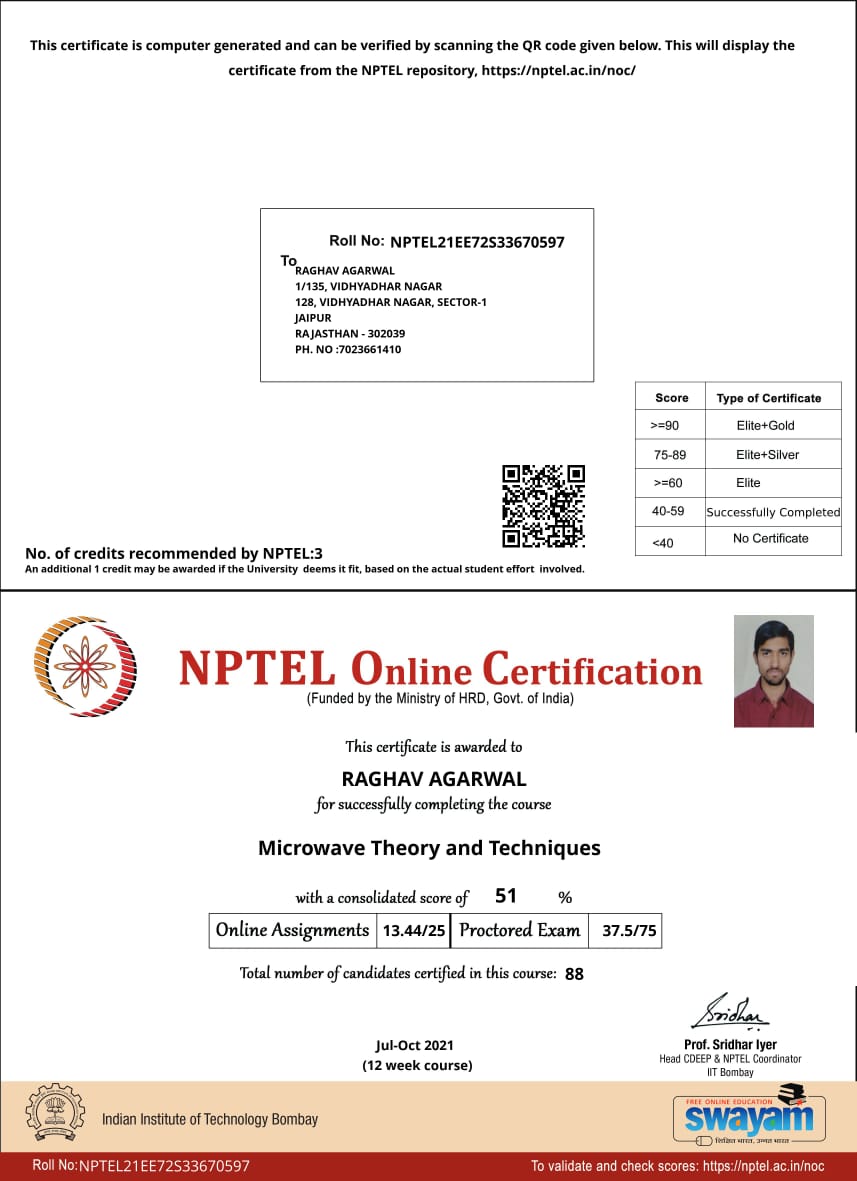 This certificate is computer generated and can be verified by scanning the QR code given below. This will display the
certificate from the NPTEL repository, https://nptel.ac.in/noc/
Roll No: NPTEL21EE72S33670597
To
RAGHAV AGARWAL
1/135, VIDHYADHAR NAGAR
128, VIDHYADHAR NAGAR, SECTOR-1
JAIPUR
RAJASTHAN - 302039
PH. NO :7023661410
Score Type of Certificate
>=90 Elite+Gold
75-89 Elite+Silver
>=60 Elite
40-59 Successfully Completed
<40 No Certificate
No. of credits recommended by NPTEL:3
An additional 1 credit may be awarded if the University deems it fit, based on the actual student effort involved.
NPTEL Online Certification
(Funded by the Ministry of HRD, Govt. of India)
This certificate is awarded to
RAGHAV AGARWAL
for successfully completing the course
Microwave Theory and Techniques
with a consolidated score of 51 %
Online Assignments 13.44/25 Proctored Exam 37.5/75
Total number of candidates certified in this course: 88
Sridhar
Jul-Oct 2021
(12 week course)
Prof. Sridhar Iyer
Head CDEEP & NPTEL Coordinator
IIT Bombay
Indian Institute of Technology Bombay
FREE ONLINE EDUCATION
swayam
शिक्षित भारत, उन्नत भारत
Roll No:NPTEL21EE72S33670597 To validate and check scores: https://nptel.ac.in/noc